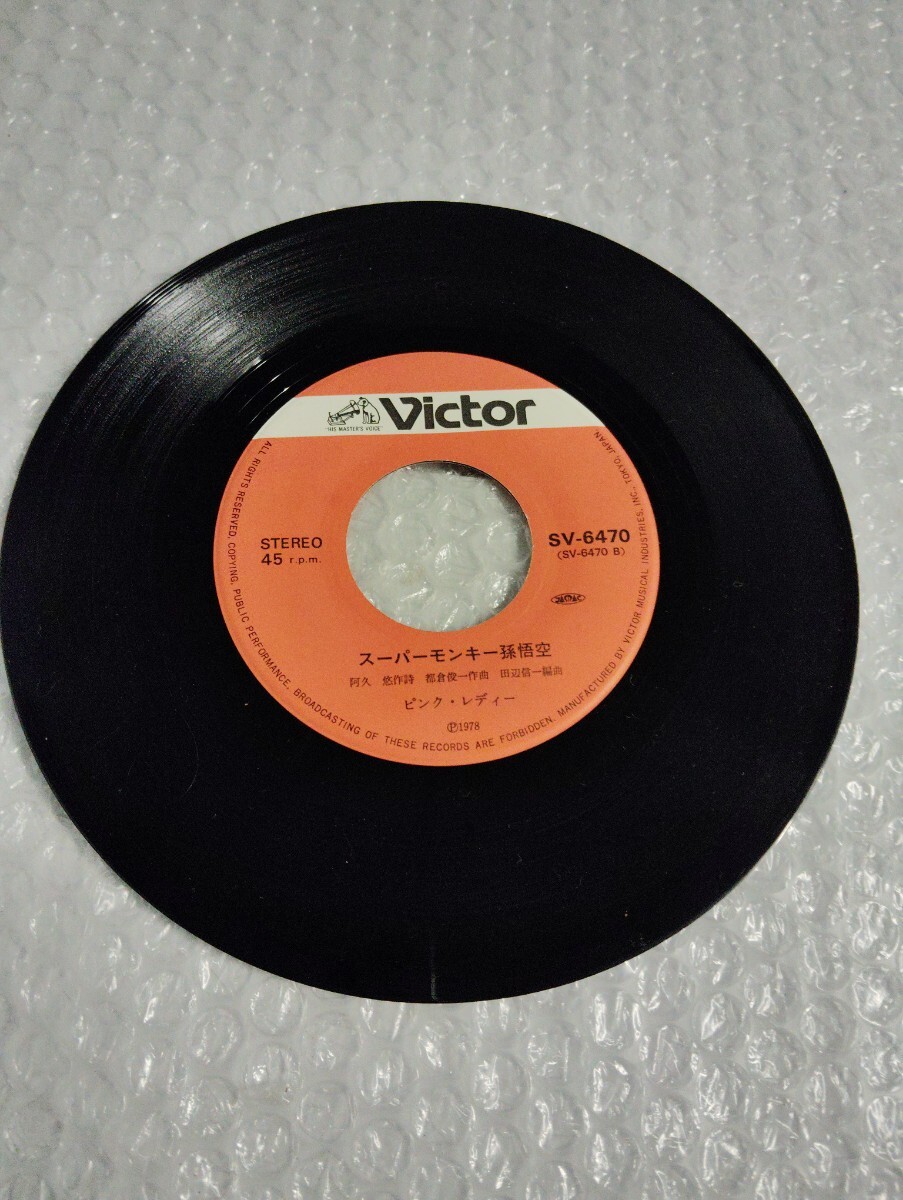 "HIS MASTER'S VOICE"
Victor
STEREO
45 r.p.m.
SV-6470
(SV-6470 B)
JASRAC
スーパーモンキー孫悟空
阿久 悠作詩 都倉俊一作曲 田辺信一編曲
ピンク・レディー
Ⓟ1978
ALL RIGHTS RESERVED, COPYING, PUBLIC PERFORMANCE, BROADCASTING OF THESE RECORDS ARE FORBIDDEN. MANUFACTURED BY VICTOR MUSICAL INDUSTRIES, INC., TOKYO, JAPAN